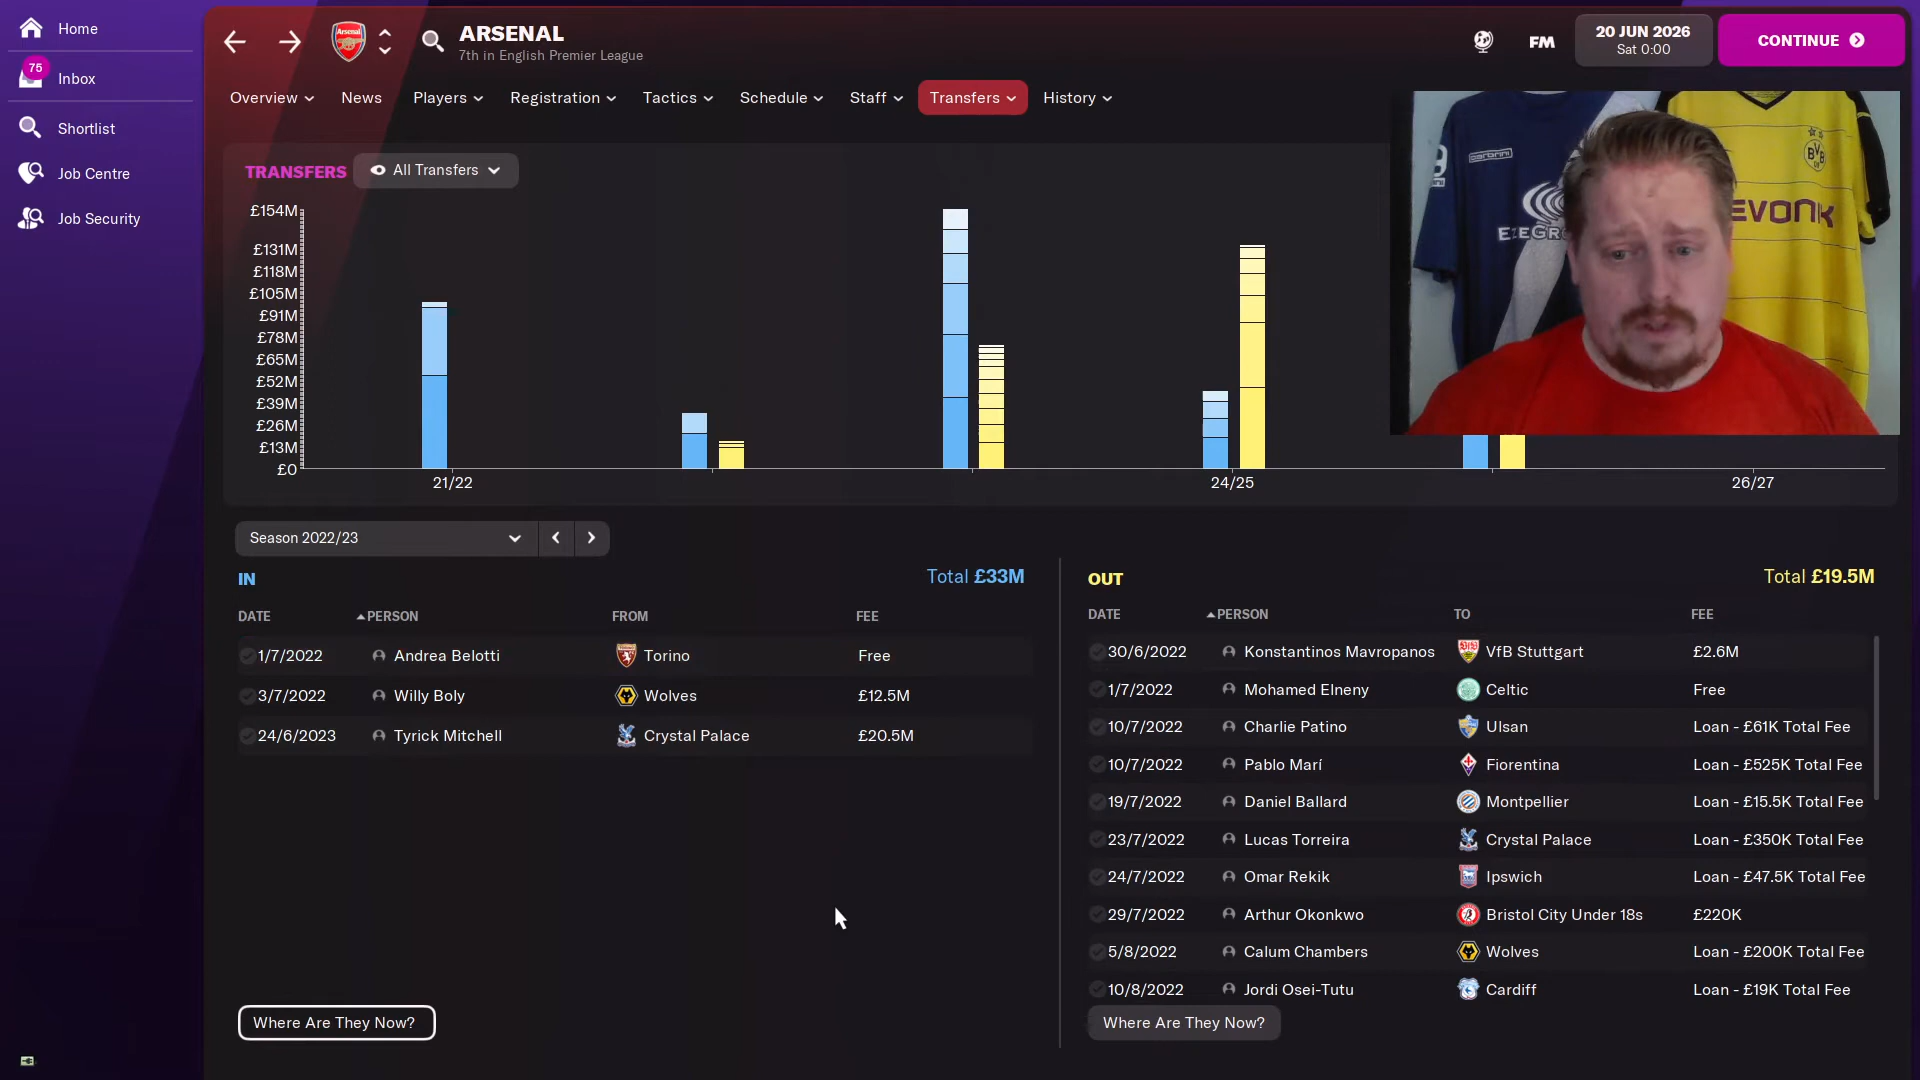 Home
75
Inbox
Shortlist
Job Centre
Job Security
Arsenal
ARSENAL
7th in English Premier League
FM
20 JUN 2026
Sat 0:00
CONTINUE
Overview News Players Registration Tactics Schedule Staff Transfers History
TRANSFERS All Transfers
£154M
£131M
£118M
£105M
£91M
£78M
£65M
£52M
£39M
£26M
£13M
£0
21/22 24/25 26/27
carbrini
BVB
EVONIK
Season 2022/23
IN Total £33M
DATE PERSON FROM FEE
1/7/2022 Andrea Belotti Torino Free
3/7/2022 Willy Boly Wolves £12.5M
24/6/2023 Tyrick Mitchell Crystal Palace £20.5M
Where Are They Now?
OUT Total £19.5M
DATE PERSON TO FEE
30/6/2022 Konstantinos Mavropanos VfB Stuttgart £2.6M
1/7/2022 Mohamed Elneny Celtic Free
10/7/2022 Charlie Patino Ulsan Loan - £61K Total Fee
10/7/2022 Pablo Marí Fiorentina Loan - £525K Total Fee
19/7/2022 Daniel Ballard Montpellier Loan - £15.5K Total Fee
23/7/2022 Lucas Torreira Crystal Palace Loan - £350K Total Fee
24/7/2022 Omar Rekik Ipswich Loan - £47.5K Total Fee
29/7/2022 Arthur Okonkwo Bristol City Under 18s £220K
5/8/2022 Calum Chambers Wolves Loan - £200K Total Fee
10/8/2022 Jordi Osei-Tutu Cardiff Loan - £19K Total Fee
Where Are They Now?